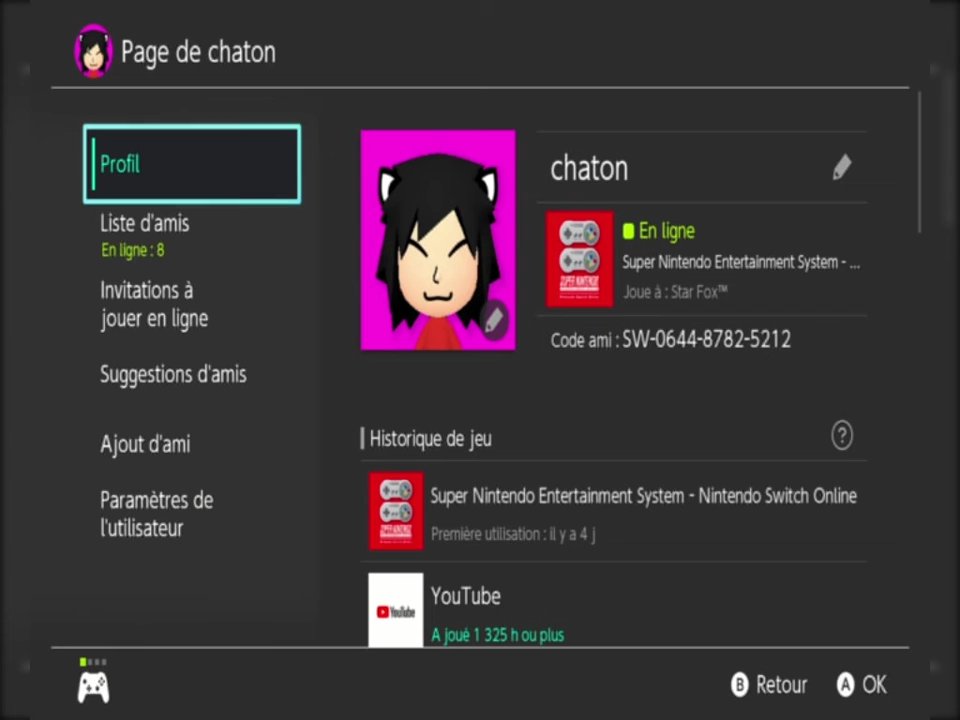 Page de chaton
Profil
Liste d'amis
En ligne : 8
Invitations à
jouer en ligne
Suggestions d'amis
Ajout d'ami
Paramètres de
l'utilisateur
chaton
En ligne
Super Nintendo Entertainment System - ...
Joue à : Star Fox™
Code ami : SW-0644-8782-5212
Historique de jeu
?
Super Nintendo Entertainment System - Nintendo Switch Online
Première utilisation : il y a 4 j
YouTube
YouTube
A joué 1 325 h ou plus
B Retour
A OK